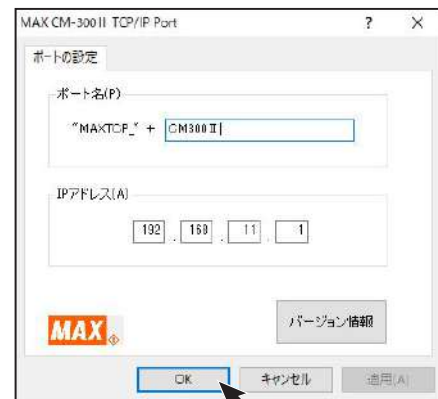 MAX CM-300II TCP/IP Port ? ×
ポートの設定
ポート名(P)
"MAXTCP_" + CM300Ⅱ
IPアドレス(A)
192 . 168 . 11 . 1
MAX
バージョン情報
OK キャンセル 適用(A)